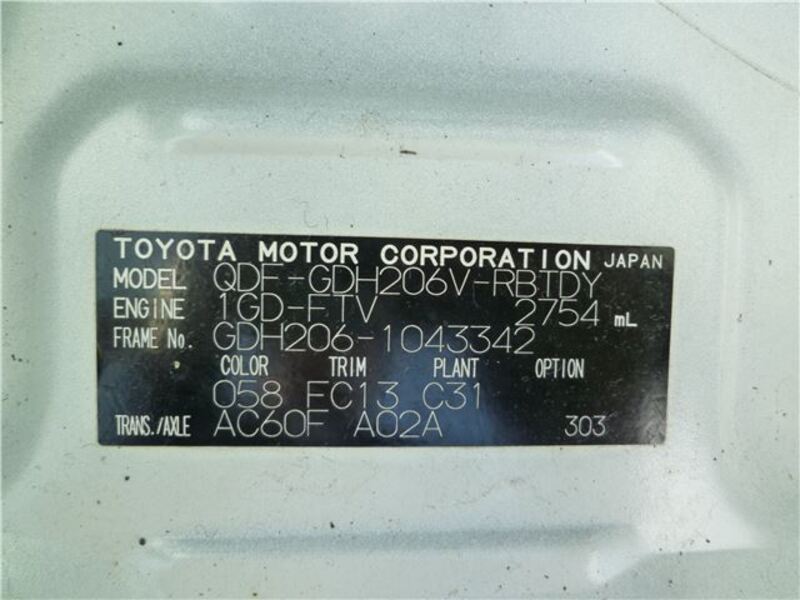 TOYOTA MOTOR CORPORATION JAPAN
MODEL QDF-GDH206V-RBTDY
ENGINE 1GD-FTV 2754 mL
FRAME No. GDH206-1043342
COLOR TRIM PLANT OPTION
058 FC13 C31
TRANS./AXLE AC60F A02A 303